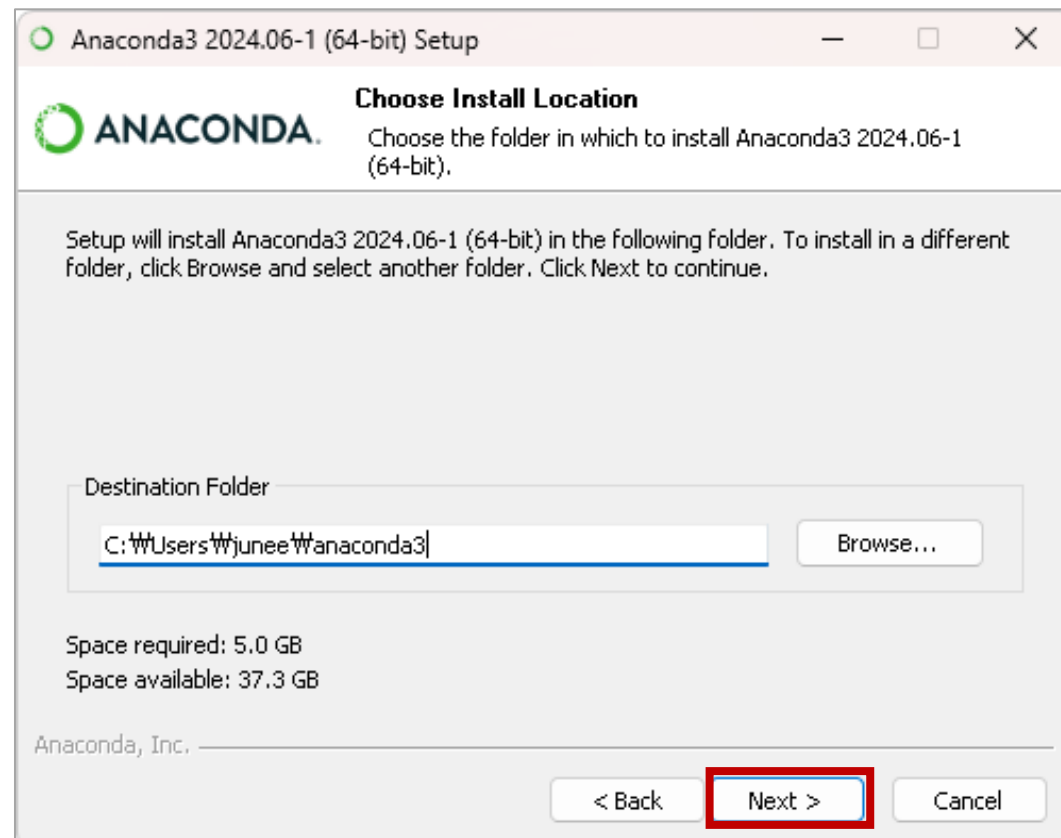 Anaconda3 2024.06-1 (64-bit) Setup
ANACONDA.
Choose Install Location
Choose the folder in which to install Anaconda3 2024.06-1
(64-bit).
Setup will install Anaconda3 2024.06-1 (64-bit) in the following folder. To install in a different
folder, click Browse and select another folder. Click Next to continue.
Destination Folder
C:₩Users₩junee₩anaconda3
Browse...
Space required: 5.0 GB
Space available: 37.3 GB
Anaconda, Inc.
< Back
Next >
Cancel